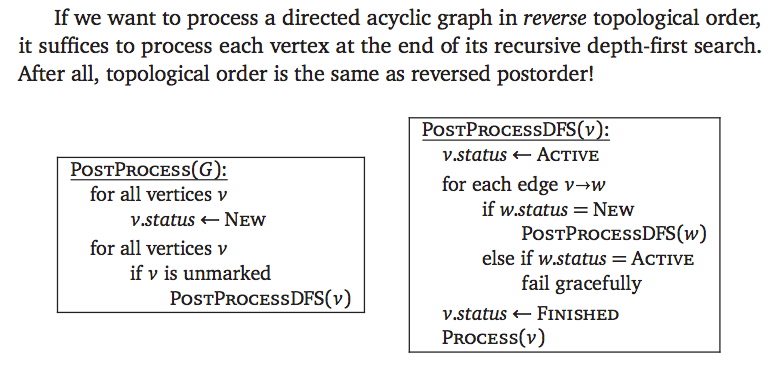 If we want to process a directed acyclic graph in reverse topological order,
it suffices to process each vertex at the end of its recursive depth-first search.
After all, topological order is the same as reversed postorder!
PostProcess(G):
for all vertices v
v.status ← New
for all vertices v
if v is unmarked
PostProcessDFS(v)
PostProcessDFS(v):
v.status ← Active
for each edge v→w
if w.status = New
PostProcessDFS(w)
else if w.status = Active
fail gracefully
v.status ← Finished
Process(v)